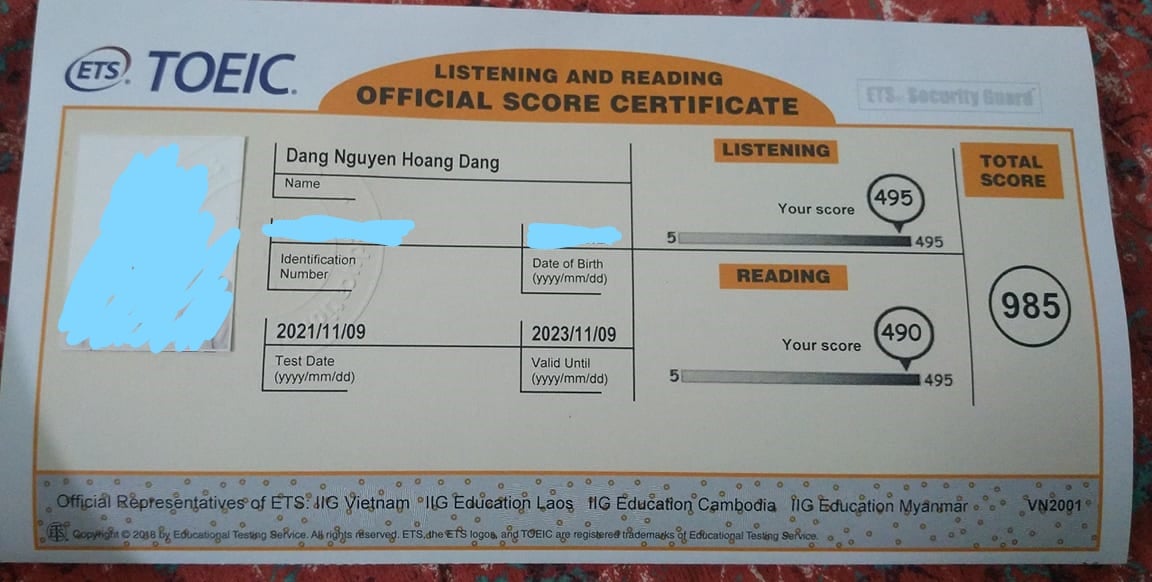 ETS TOEIC.
LISTENING AND READING
OFFICIAL SCORE CERTIFICATE
ETS Security Guard
Dang Nguyen Hoang Dang
Name
Identification
Number
Date of Birth
(yyyy/mm/dd)
2021/11/09
Test Date
(yyyy/mm/dd)
2023/11/09
Valid Until
(yyyy/mm/dd)
LISTENING
Your score
495
5
495
READING
Your score
490
5
495
TOTAL
SCORE
985
Official Representatives of ETS: IIG Vietnam IIG Education Laos IIG Education Cambodia IIG Education Myanmar
VN2001
ETS Copyright © 2018 by Educational Testing Service. All rights reserved. ETS, the ETS logos, and TOEIC are registered trademarks of Educational Testing Service.